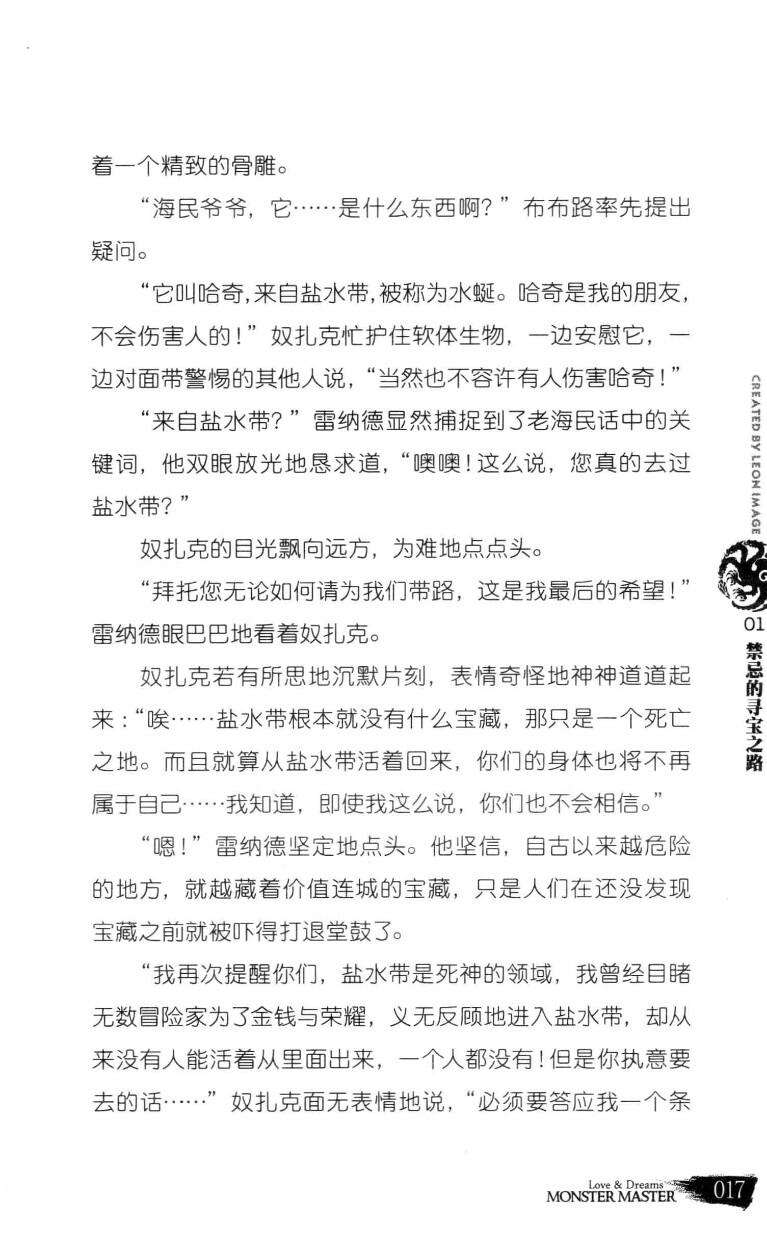 着一个精致的骨雕。
“海民爷爷，它……是什么东西啊？”布布路率先提出
疑问。
“它叫哈奇，来自盐水带，被称为水蜒。哈奇是我的朋友，
不会伤害人的！”奴扎克忙护住软体生物，一边安慰它，一
边对面带警惕的其他人说，“当然也不容许有人伤害哈奇！”
“来自盐水带？”雷纳德显然捕捉到了老海民话中的关
键词，他双眼放光地恳求道，“噢噢！这么说，您真的去过
盐水带？”
奴扎克的目光飘向远方，为难地点点头。
“拜托您无论如何请为我们带路，这是我最后的希望！”
雷纳德眼巴巴地看着奴扎克。
奴扎克若有所思地沉默片刻，表情奇怪地神神道道起
来：“唉……盐水带根本就没有什么宝藏，那只是一个死亡
之地。而且就算从盐水带活着回来，你们的身体也将不再
属于自己……我知道，即使我这么说，你们也不会相信。”
“嗯！”雷纳德坚定地点头。他坚信，自古以来越危险
的地方，就越藏着价值连城的宝藏，只是人们在还没发现
宝藏之前就被吓得打退堂鼓了。
“我再次提醒你们，盐水带是死神的领域，我曾经目睹
无数冒险家为了金钱与荣耀，义无反顾地进入盐水带，却从
来没有人能活着从里面出来，一个人都没有！但是你执意要
去的话……”奴扎克面无表情地说，“必须要答应我一个条
CREATED BY LEON IMAGE
01
禁忌的寻宝之路
Love & Dreams
MONSTER MASTER
017